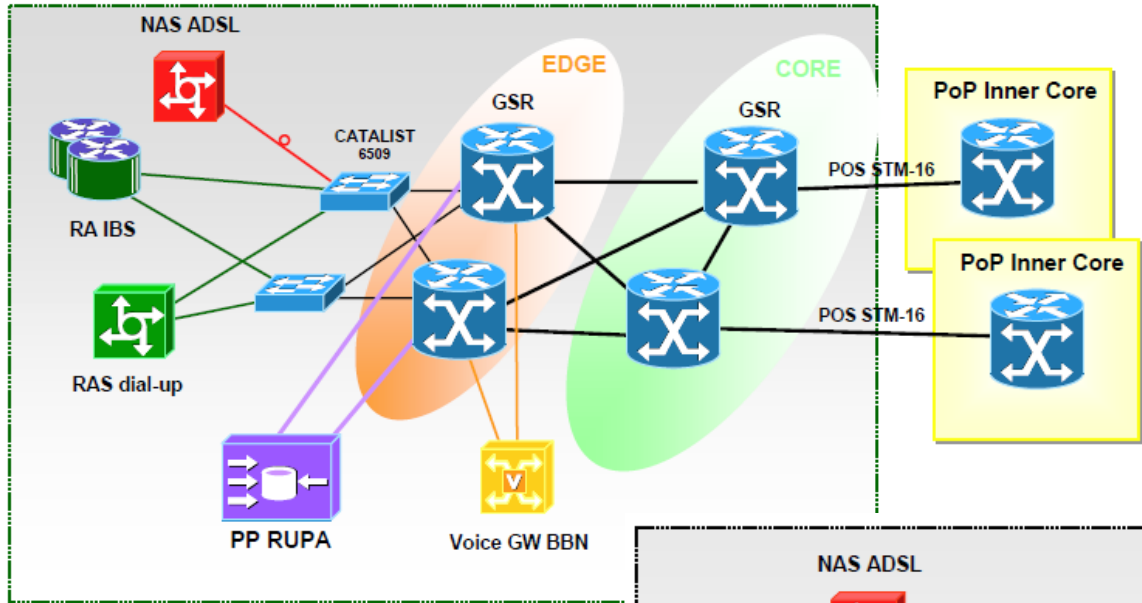 NAS ADSL
EDGE
CORE
GSR
GSR
PoP Inner Core
CATALIST
6509
POS STM-16
RA IBS
PoP Inner Core
POS STM-16
RAS dial-up
V
PP RUPA
Voice GW BBN
NAS ADSL